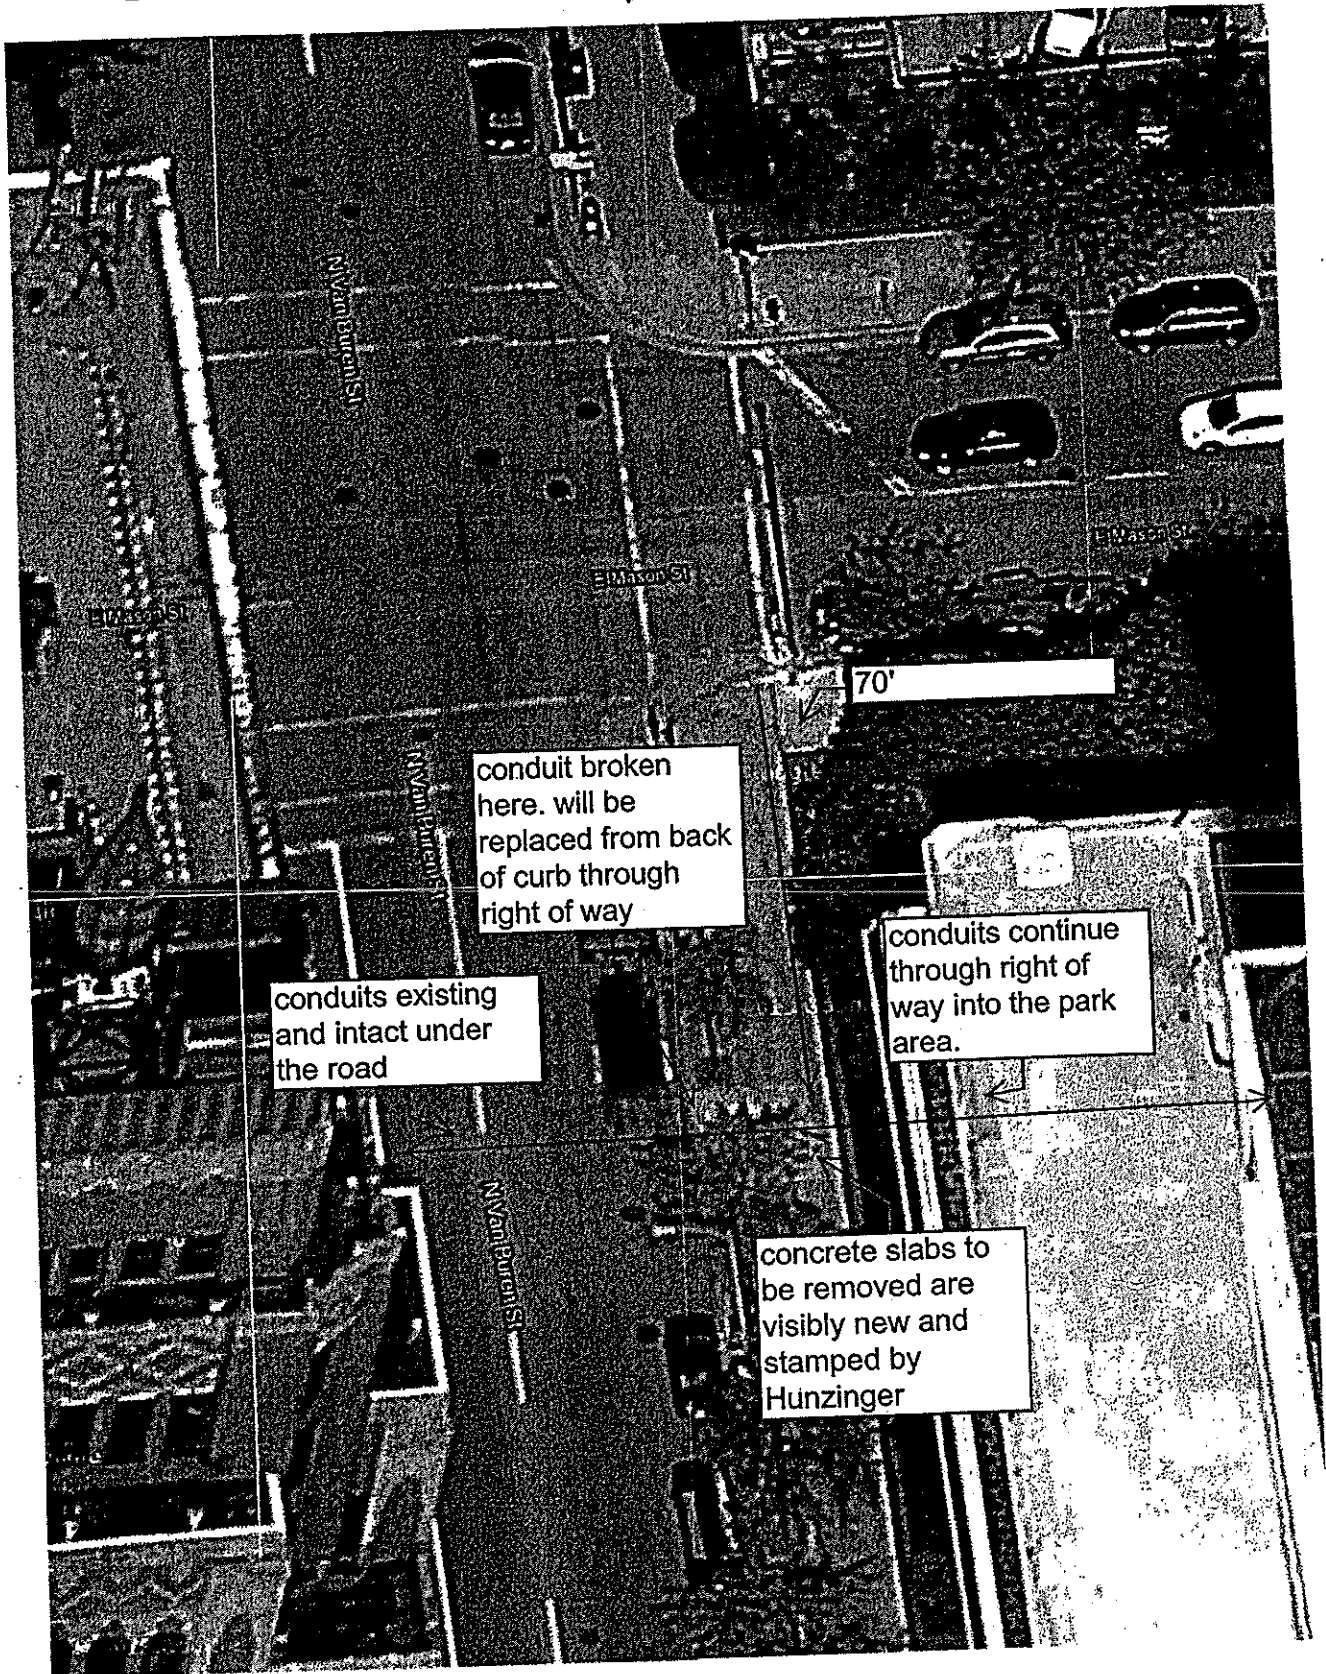 N Van Buren St
E Mason St
E Mason St
E Mason St
70'
conduit broken
here. will be
replaced from back
of curb through
right of way
N Van Buren St
conduits continue
through right of
way into the park
area.
conduits existing
and intact under
the road
N Van Buren St
concrete slabs to
be removed are
visibly new and
stamped by
Hunzinger